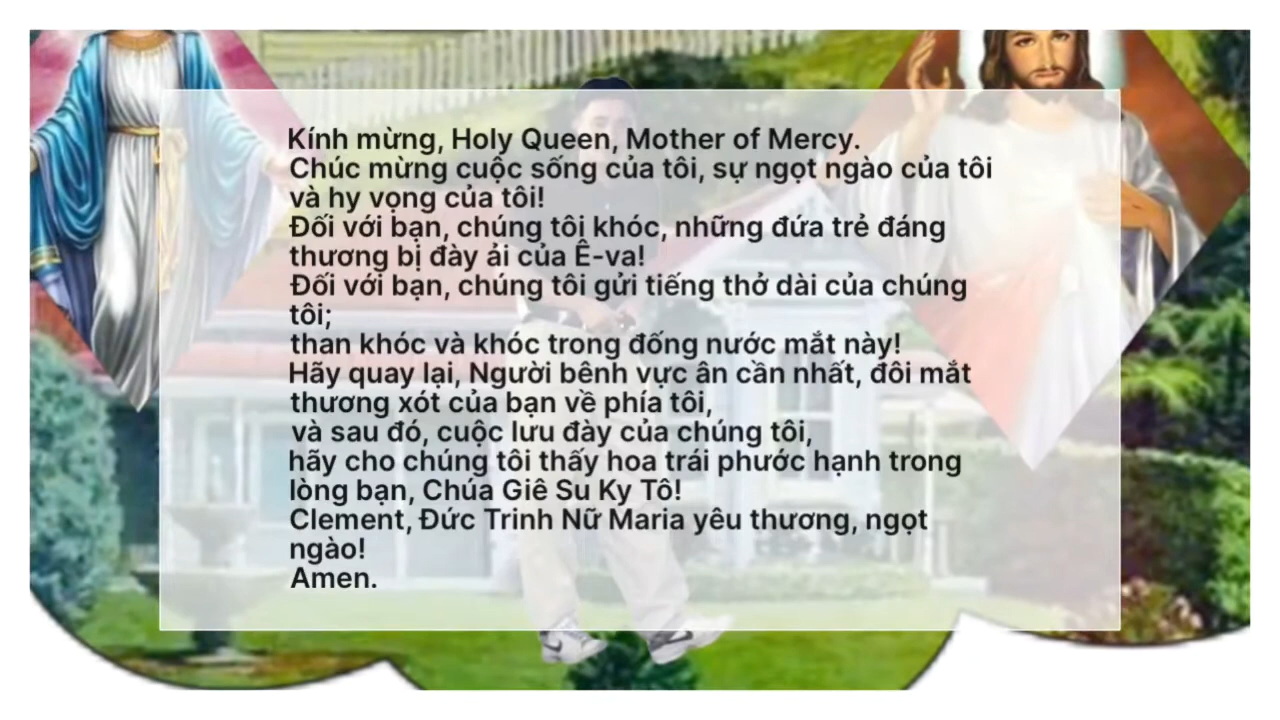 Kính mừng, Holy Queen, Mother of Mercy.
Chúc mừng cuộc sống của tôi, sự ngọt ngào của tôi
và hy vọng của tôi!
Đối với bạn, chúng tôi khóc, những đứa trẻ đáng
thương bị đày ải của Ê-va!
Đối với bạn, chúng tôi gửi tiếng thở dài của chúng
tôi;
than khóc và khóc trong đống nước mắt này!
Hãy quay lại, Người bênh vực ân cần nhất, đôi mắt
thương xót của bạn về phía tôi,
và sau đó, cuộc lưu đày của chúng tôi,
hãy cho chúng tôi thấy hoa trái phước hạnh trong
lòng bạn, Chúa Giê Su Ky Tô!
Clement, Đức Trinh Nữ Maria yêu thương, ngọt
ngào!
Amen.